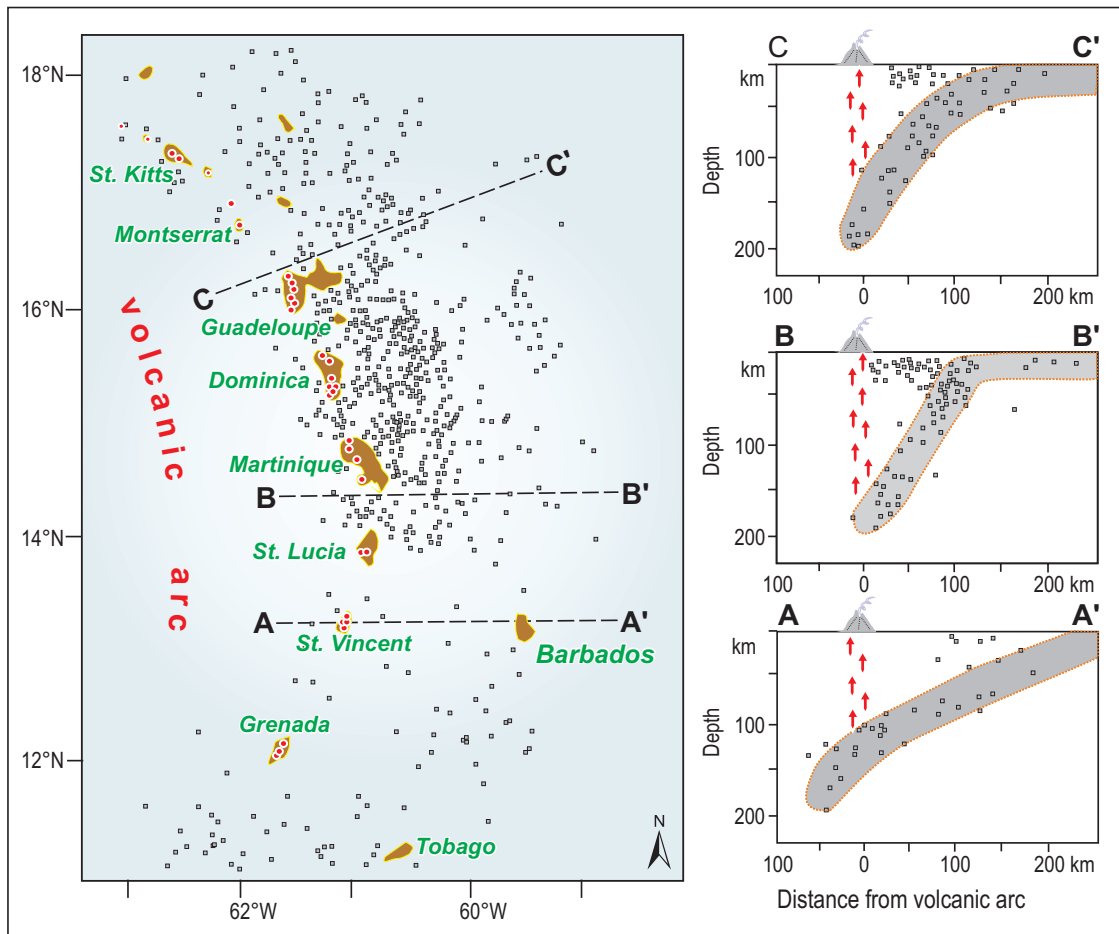 18°N
16°N
14°N
12°N
62°W
60°W
St. Kitts
Montserrat
Guadeloupe
Dominica
Martinique
St. Lucia
St. Vincent
Barbados
Grenada
Tobago
volcanic
arc
C
C'
B
B'
A
A'
N
C
C'
km
100
200
Depth
100
0
100
200 km
B
B'
km
100
200
Depth
100
0
100
200 km
A
A'
km
100
200
Depth
100
0
100
200 km
Distance from volcanic arc